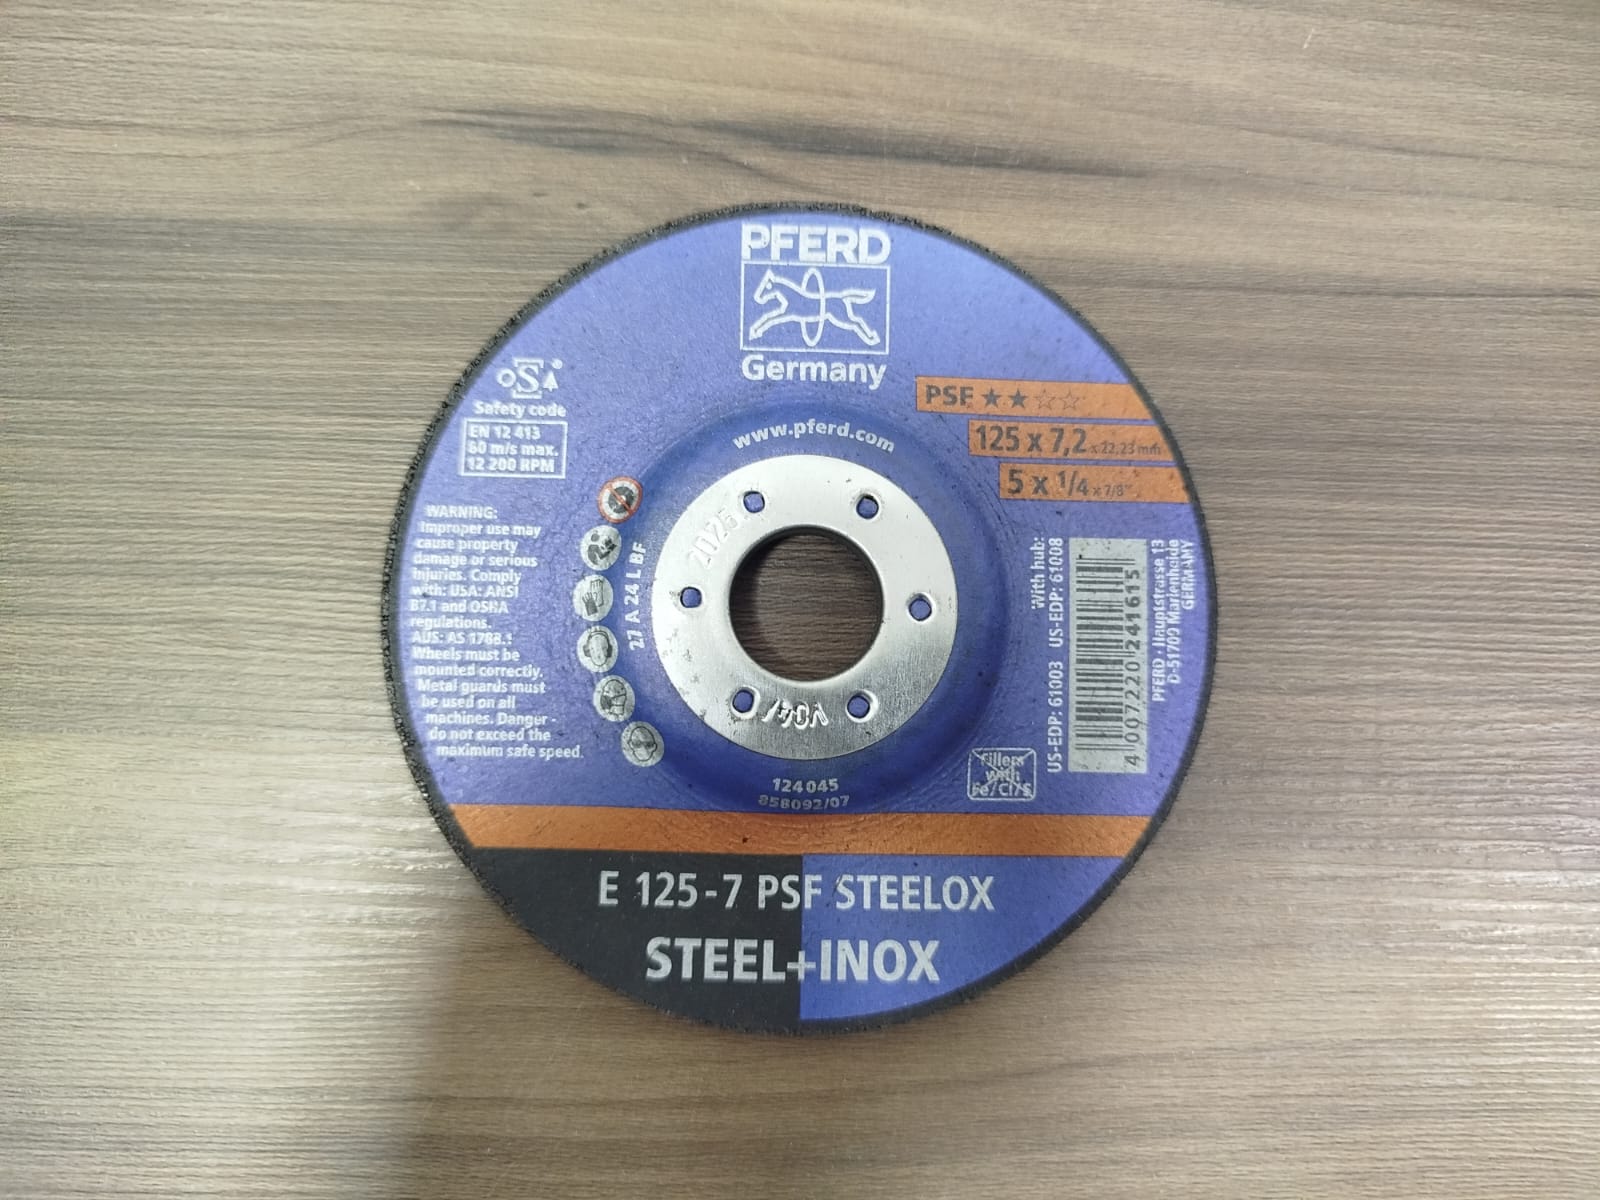 PFERD
Germany
www.pferd.com
oSA
Safety code
EN 12 413
80 m/s max.
12 200 RPM
PSF ★★☆☆
125 x 7,2 x 22,23 mm
5 x 1/4 x 7/8"
WARNING:
Improper use may
cause property
damage or serious
injuries. Comply
with: USA: ANSI
B7.1 and OSHA
regulations.
AUS: AS 1788.1
Wheels must be
mounted correctly.
Metal guards must
be used on all
machines. Danger -
do not exceed the
maximum safe speed.
27 A 24 L BF
2025
V04/
With hub:
US-EDP: 61003 US-EDP: 61008
4 007220 241615
PFERD · Hauptstrasse 13
D-51709 Marienheide
GERMANY
Fillers
with
Fe/Cl/S
124045
858092/07
E 125-7 PSF STEELOX
STEEL+INOX